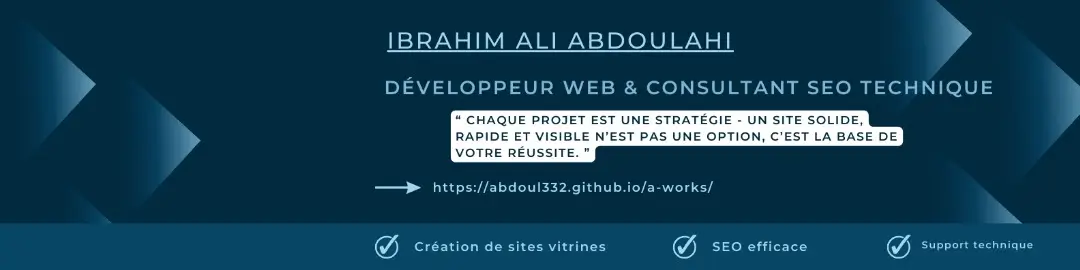 IBRAHIM ALI ABDOULAHI
DÉVELOPPEUR WEB & CONSULTANT SEO TECHNIQUE
“ CHAQUE PROJET EST UNE STRATÉGIE - UN SITE SOLIDE,
RAPIDE ET VISIBLE N’EST PAS UNE OPTION, C’EST LA BASE DE
VOTRE RÉUSSITE. ”
https://abdoul332.github.io/a-works/
Création de sites vitrines
SEO efficace
Support technique